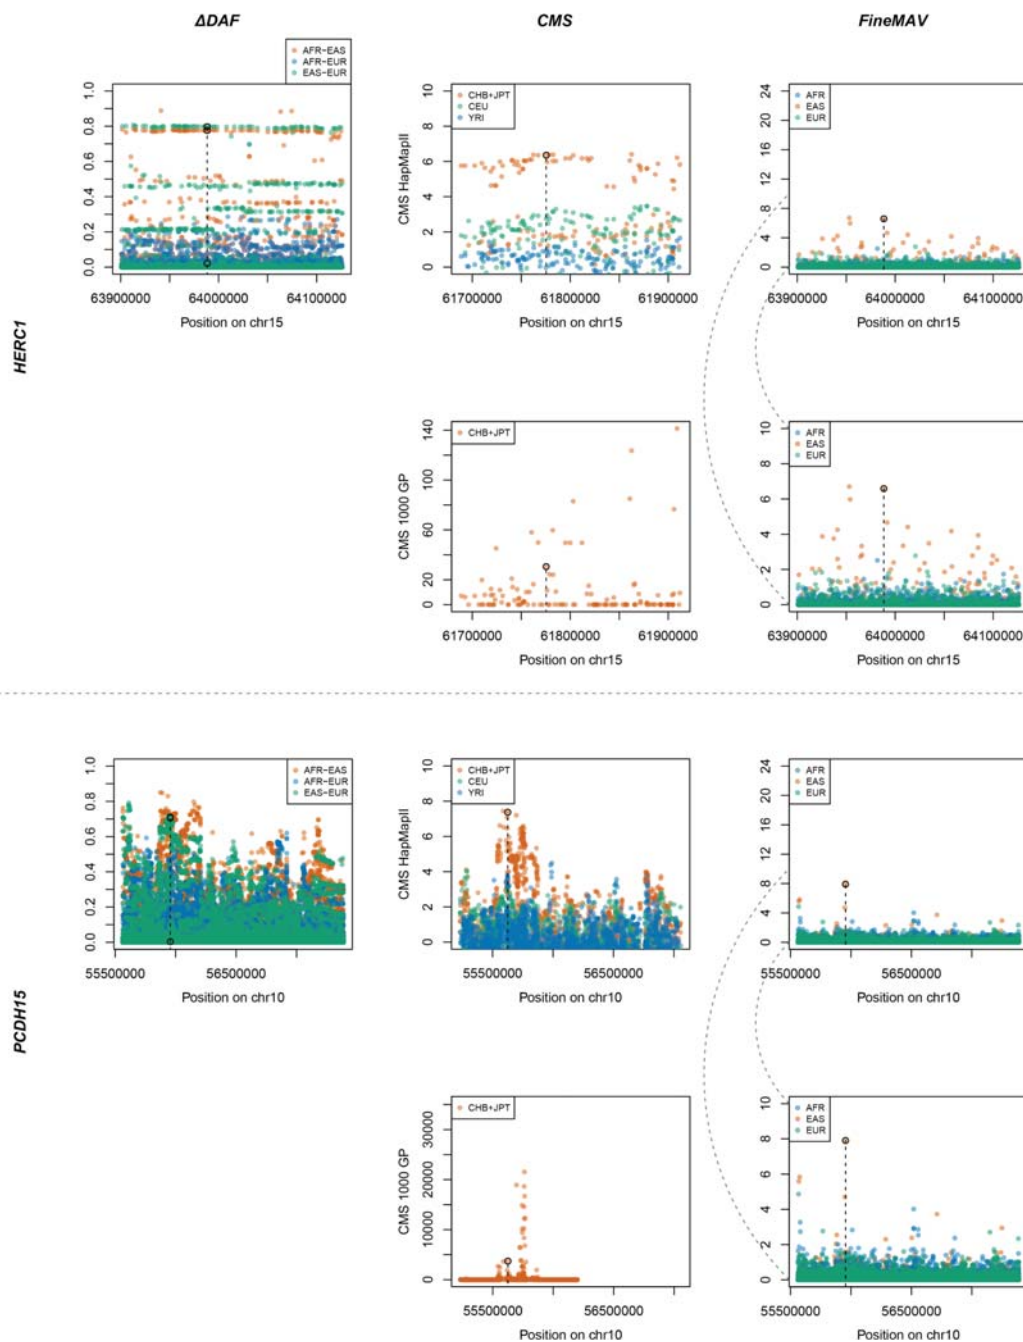 ΔDAF
CMS
FineMAV
HERC1
AFR−EAS
AFR−EUR
EAS−EUR
1.0
0.8
0.6
0.4
0.2
0.0
63900000 64000000 64100000
Position on chr15
CHB+JPT
CEU
YRI
CMS HapMapII
10
8
6
4
2
0
61700000 61800000 61900000
Position on chr15
AFR
EAS
EUR
24
20
16
12
8
4
0
63900000 64000000 64100000
Position on chr15
CHB+JPT
CMS 1000 GP
140
100
60
20
0
61700000 61800000 61900000
Position on chr15
AFR
EAS
EUR
10
8
6
4
2
0
63900000 64000000 64100000
Position on chr15
PCDH15
AFR−EAS
AFR−EUR
EAS−EUR
1.0
0.8
0.6
0.4
0.2
0.0
55500000 56500000
Position on chr10
CHB+JPT
CEU
YRI
CMS HapMapII
10
8
6
4
2
0
55500000 56500000
Position on chr10
AFR
EAS
EUR
24
20
16
12
8
4
0
55500000 56500000
Position on chr10
CHB+JPT
CMS 1000 GP
30000
20000
10000
0
55500000 56500000
Position on chr10
AFR
EAS
EUR
10
8
6
4
2
0
55500000 56500000
Position on chr10